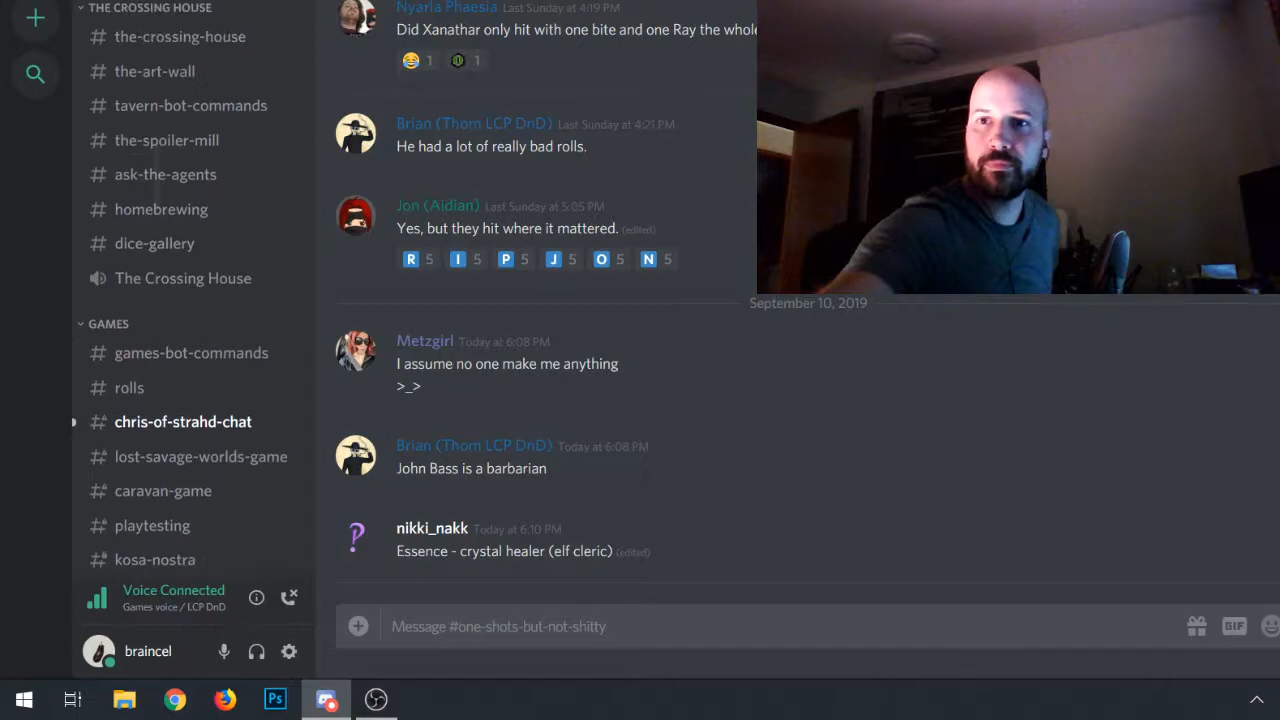 THE CROSSING HOUSE
the-crossing-house
the-art-wall
tavern-bot-commands
the-spoiler-mill
ask-the-agents
homebrewing
dice-gallery
The Crossing House
GAMES
games-bot-commands
rolls
chris-of-strahd-chat
lost-savage-worlds-game
caravan-game
playtesting
kosa-nostra
Voice Connected
Games voice / LCP DnD
braincel
Nyarla Phaesia Last Sunday at 4:19 PM
Did Xanathar only hit with one bite and one Ray the whole
1 1
Brian (Thom LCP DnD) Last Sunday at 4:21 PM
He had a lot of really bad rolls.
Jon (Aidian) Last Sunday at 5:05 PM
Yes, but they hit where it mattered. (edited)
R 5 I 5 P 5 J 5 O 5 N 5
September 10, 2019
Metzgirl Today at 6:08 PM
I assume no one make me anything
>_>
Brian (Thom LCP DnD) Today at 6:08 PM
John Bass is a barbarian
nikki_nakk Today at 6:10 PM
Essence - crystal healer (elf cleric) (edited)
Message #one-shots-but-not-shitty
GIF
Ps